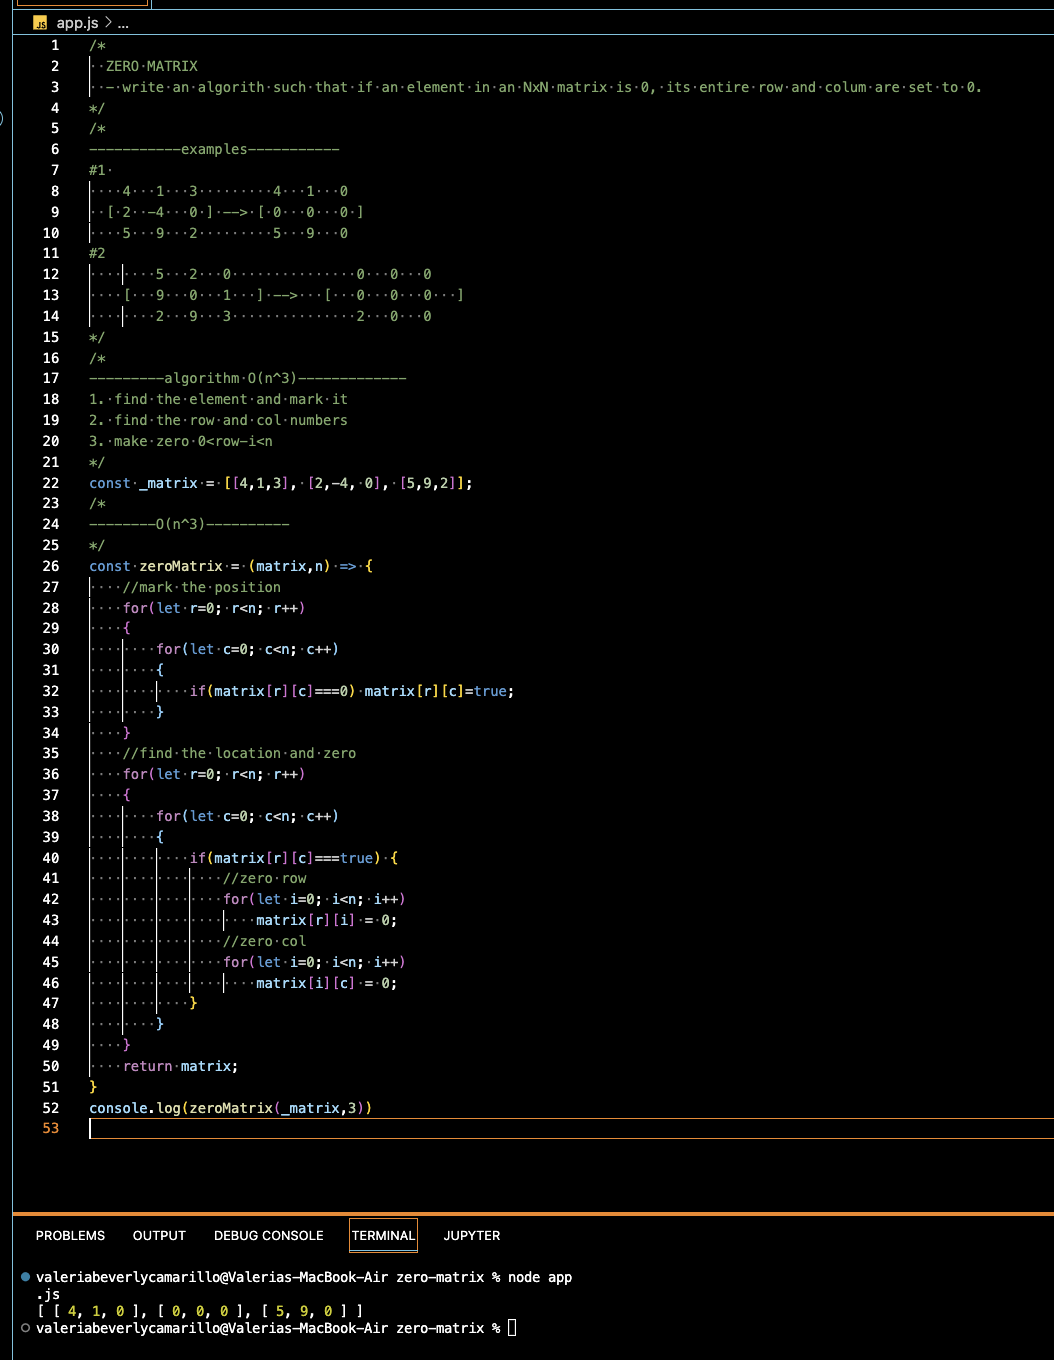 JS app.js > ...
1 /*
2 ZERO MATRIX
3 - write an algorith such that if an element in an NxN matrix is 0, its entire row and colum are set to 0.
4 */
5 /*
6 -----------examples-----------
7 #1
8 4 1 3 4 1 0
9 [ 2 -4 0 ] --> [ 0 0 0 ]
10 5 9 2 5 9 0
11 #2
12 5 2 0 0 0 0
13 [ 9 0 1 ] --> [ 0 0 0 ]
14 2 9 3 2 0 0
15 */
16 /*
17 ---------algorithm O(n^3)-------------
18 1. find the element and mark it
19 2. find the row and col numbers
20 3. make zero 0<row-i<n
21 */
22 const _matrix = [[4,1,3], [2,-4, 0], [5,9,2]];
23 /*
24 --------O(n^3)----------
25 */
26 const zeroMatrix = (matrix,n) => {
27 //mark the position
28 for(let r=0; r<n; r++)
29 {
30 for(let c=0; c<n; c++)
31 {
32 if(matrix[r][c]===0) matrix[r][c]=true;
33 }
34 }
35 //find the location and zero
36 for(let r=0; r<n; r++)
37 {
38 for(let c=0; c<n; c++)
39 {
40 if(matrix[r][c]===true) {
41 //zero row
42 for(let i=0; i<n; i++)
43 matrix[r][i] = 0;
44 //zero col
45 for(let i=0; i<n; i++)
46 matrix[i][c] = 0;
47 }
48 }
49 }
50 return matrix;
51 }
52 console.log(zeroMatrix(_matrix,3))
53
PROBLEMS OUTPUT DEBUG CONSOLE TERMINAL JUPYTER
valeriabeverlycamarillo@Valerias-MacBook-Air zero-matrix % node app
.js
[ [ 4, 1, 0 ], [ 0, 0, 0 ], [ 5, 9, 0 ] ]
valeriabeverlycamarillo@Valerias-MacBook-Air zero-matrix %